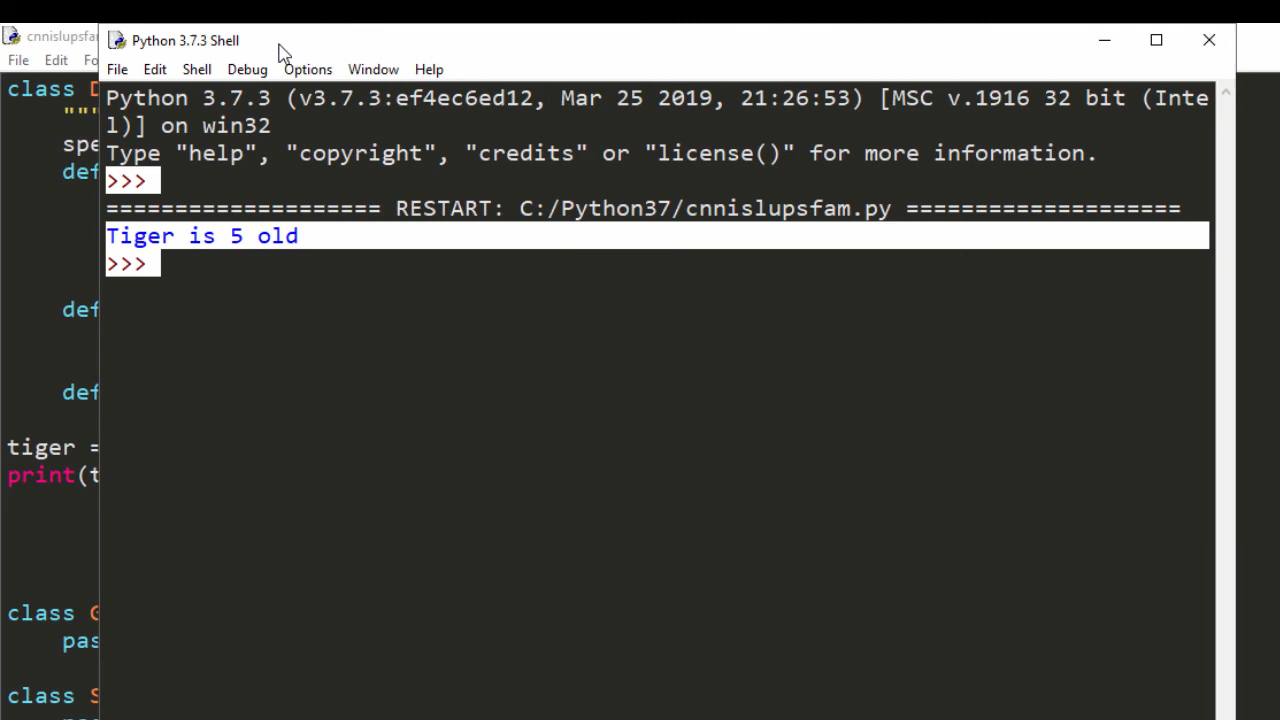 cnnislupsfam
Python 3.7.3 Shell
File Edit Fo
File Edit Shell Debug Options Window Help
class D
"""
spe
def
def
def
tiger =
print(t
class G
pas
class S
Python 3.7.3 (v3.7.3:ef4ec6ed12, Mar 25 2019, 21:26:53) [MSC v.1916 32 bit (Inte
l)] on win32
Type "help", "copyright", "credits" or "license()" for more information.
>>>
==================== RESTART: C:/Python37/cnnislupsfam.py ====================
Tiger is 5 old
>>>